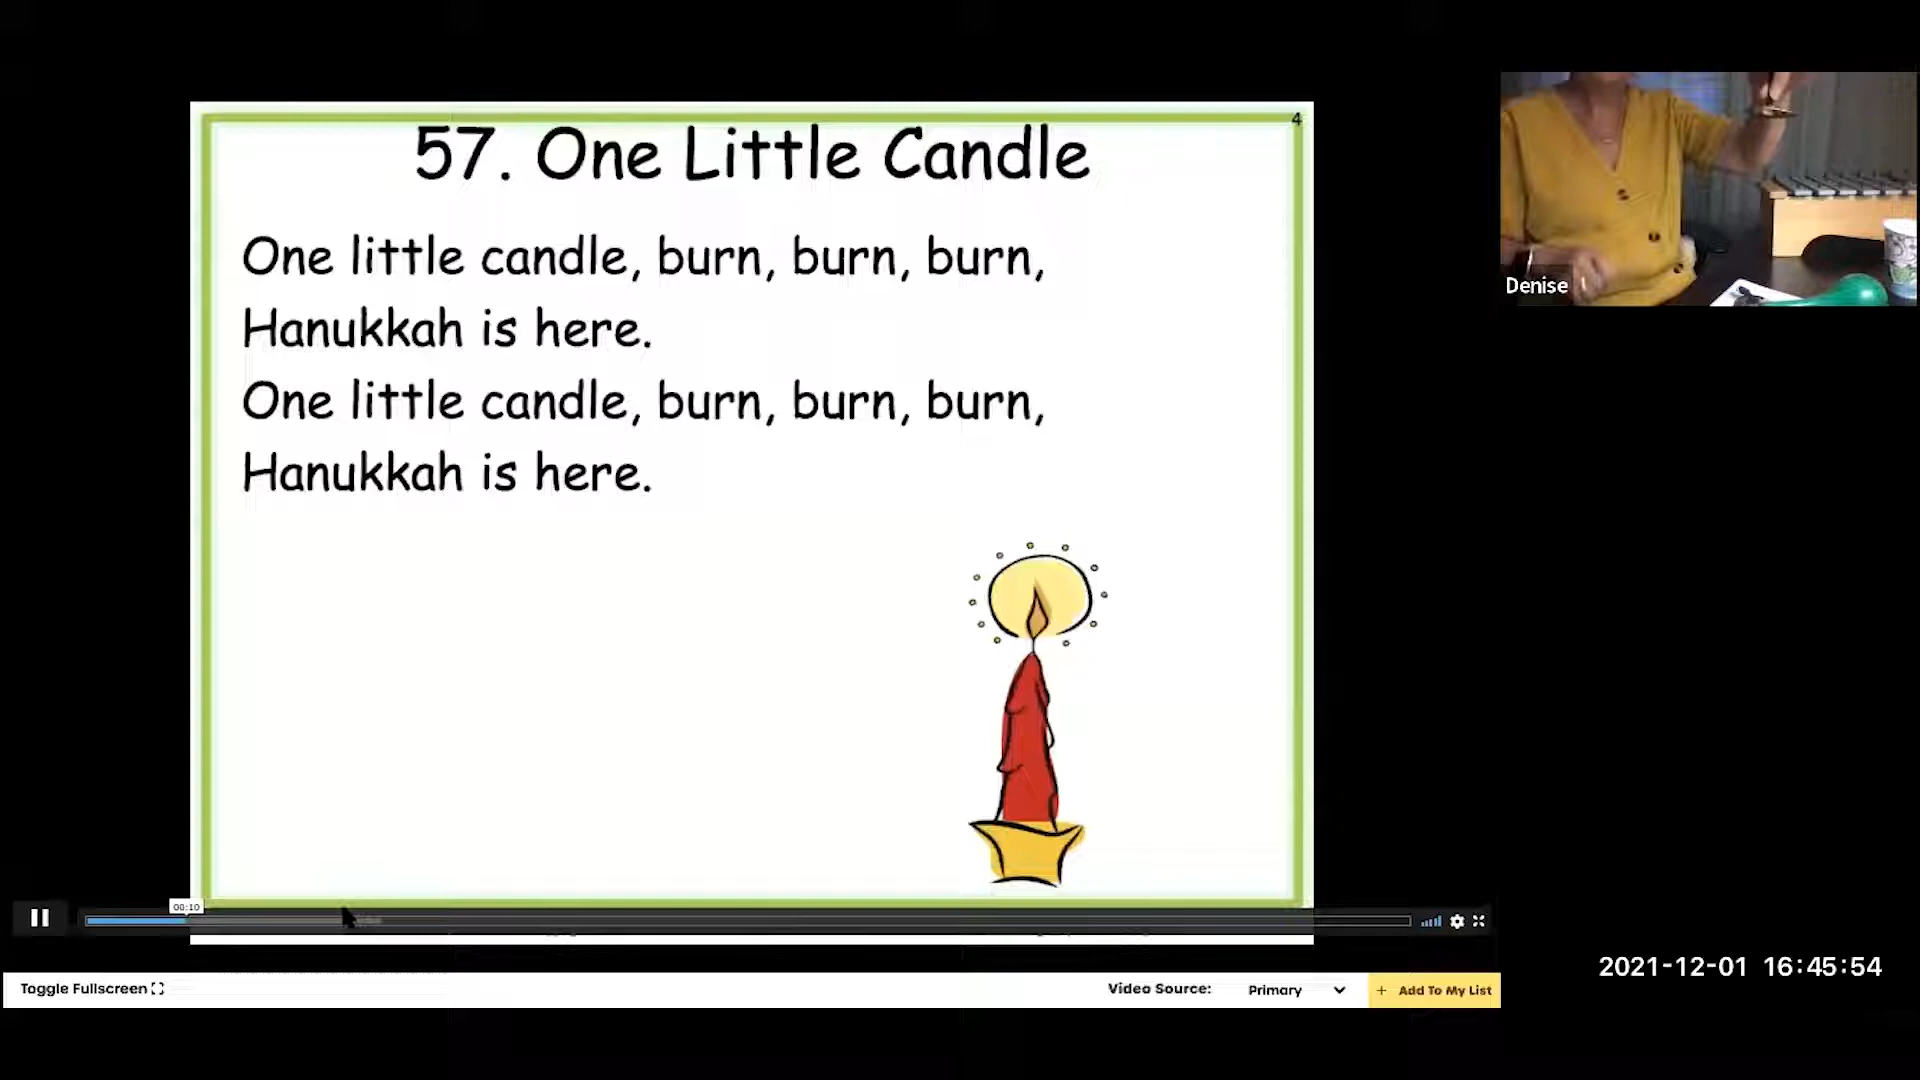 4
57. One Little Candle
One little candle, burn, burn, burn,
Hanukkah is here.
One little candle, burn, burn, burn,
Hanukkah is here.
Denise
00:10
2021-12-01 16:45:54
Toggle Fullscreen
Video Source: Primary
+ Add To My List